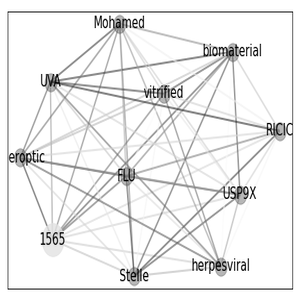 Mohamed
biomaterial
UVA
vitrified
RICIC
eroptic
FLU
USP9X
1565
Stelle
herpesviral